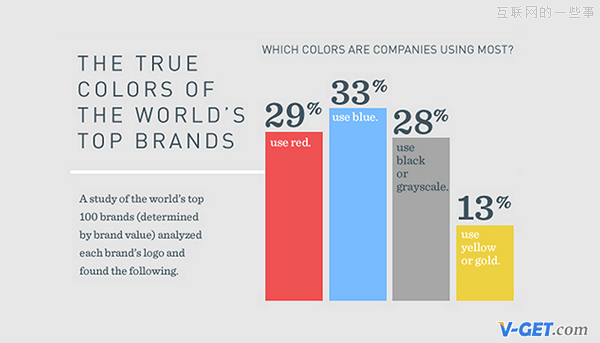 互联网的一些事
WHICH COLORS ARE COMPANIES USING MOST?
THE TRUE
COLORS OF
THE WORLD'S
TOP BRANDS
A study of the world's top
100 brands (determined
by brand value) analyzed
each brand's logo and
found the following.
29%
use red.
33%
use blue.
28%
use
black
or
grayscale.
13%
use
yellow
or gold.
V-GET.com